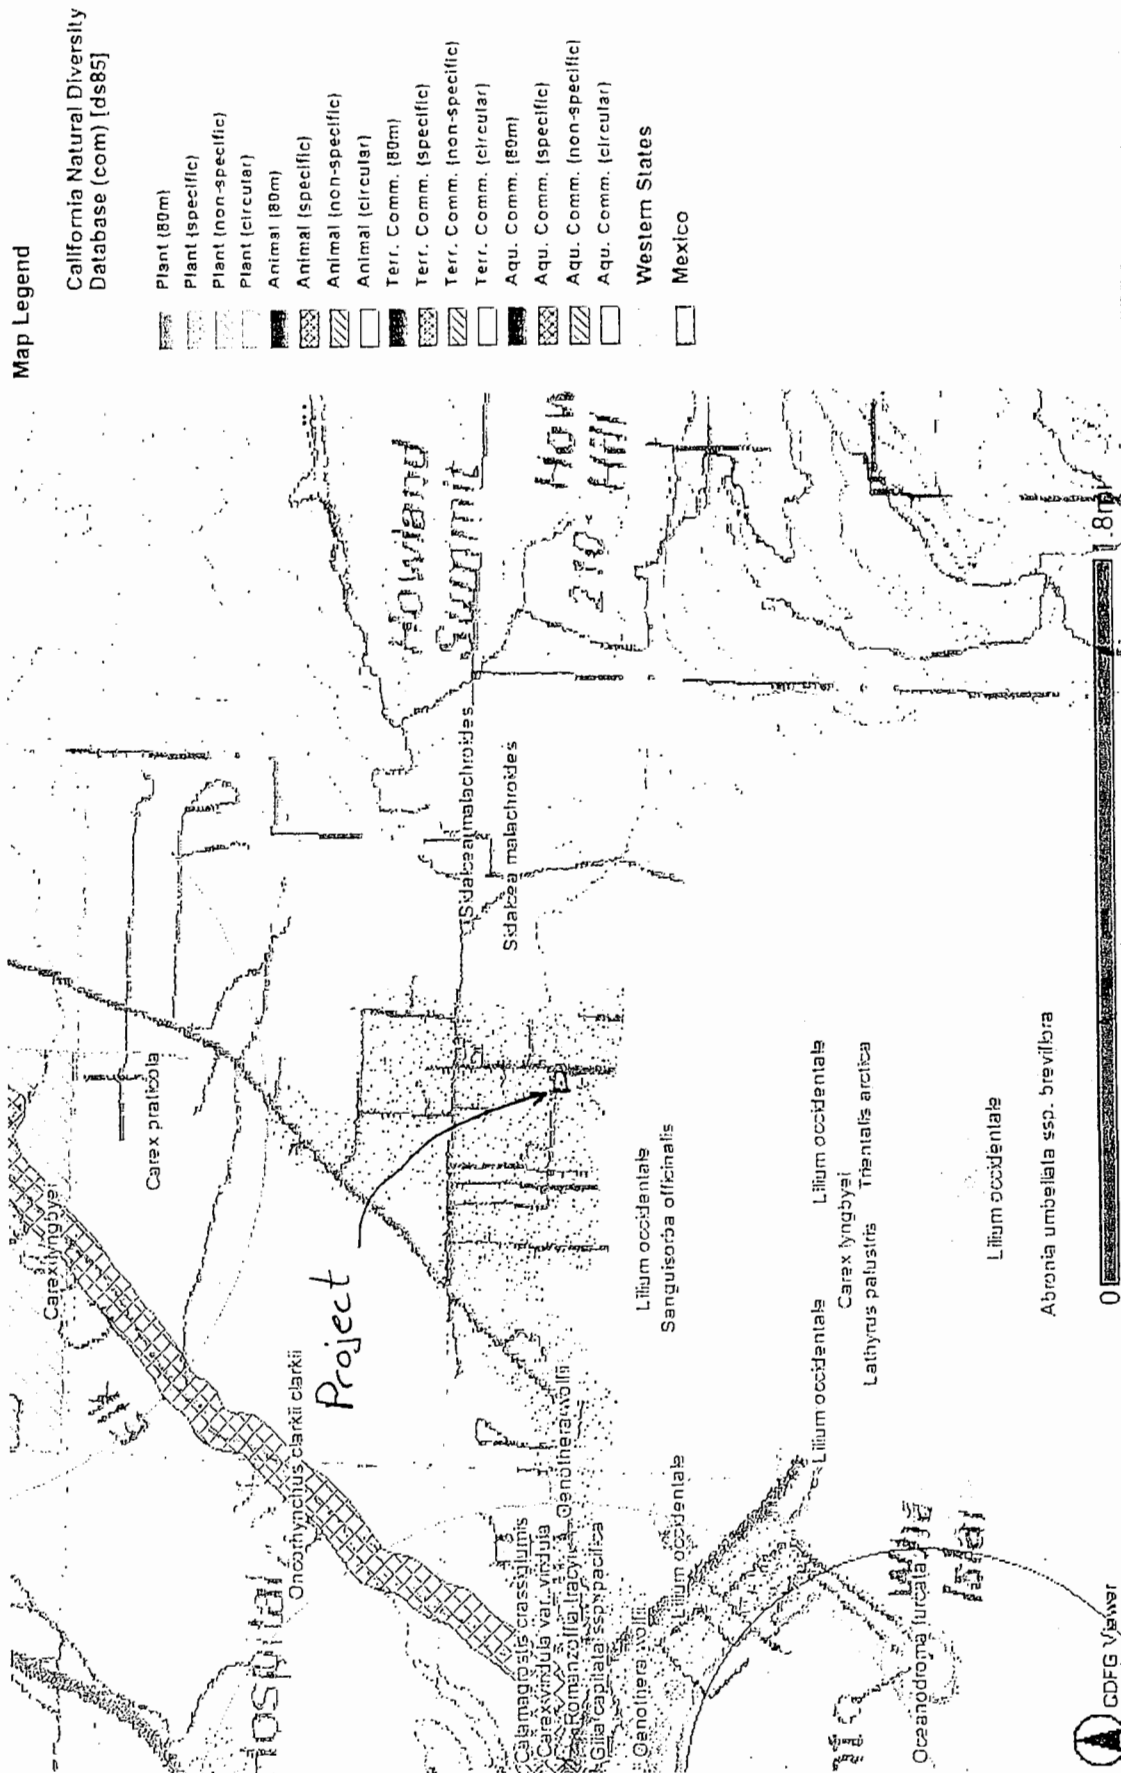 Map Legend
California Natural Diversity
Database (com) [ds85]
Plant (80m)
Plant (specific)
Plant (non-specific)
Plant (circular)
Animal (80m)
Animal (specific)
Animal (non-specific)
Animal (circular)
Terr. Comm. (80m)
Terr. Comm. (specific)
Terr. Comm. (non-specific)
Terr. Comm. (circular)
Aqu. Comm. (80m)
Aqu. Comm. (specific)
Aqu. Comm. (non-specific)
Aqu. Comm. (circular)
Western States
Mexico
Carex lyngbyei
Carex praticola
Oncorhynchus clarkii clarkii
Project
Howland
Summit
Sidalcea malachroides
Sidalcea malachroides
Calamagrostis crassiglumis
Carex viridula var. viridula
Romanzoffia tracyi
Oenothera wolfii
Gilia capitata ssp. pacifica
Oenothera wolfii
Lilium occidentale
Sanguisorba officinalis
Lilium occidentale
Lilium occidentale
Lilium occidentale
Carex lyngbyei
Lathyrus palustris
Trientalis arctica
Oceanodroma furcata
Lilium occidentale
Abronia umbellata ssp. breviflora
0
1.8mi
CDFG Viewer